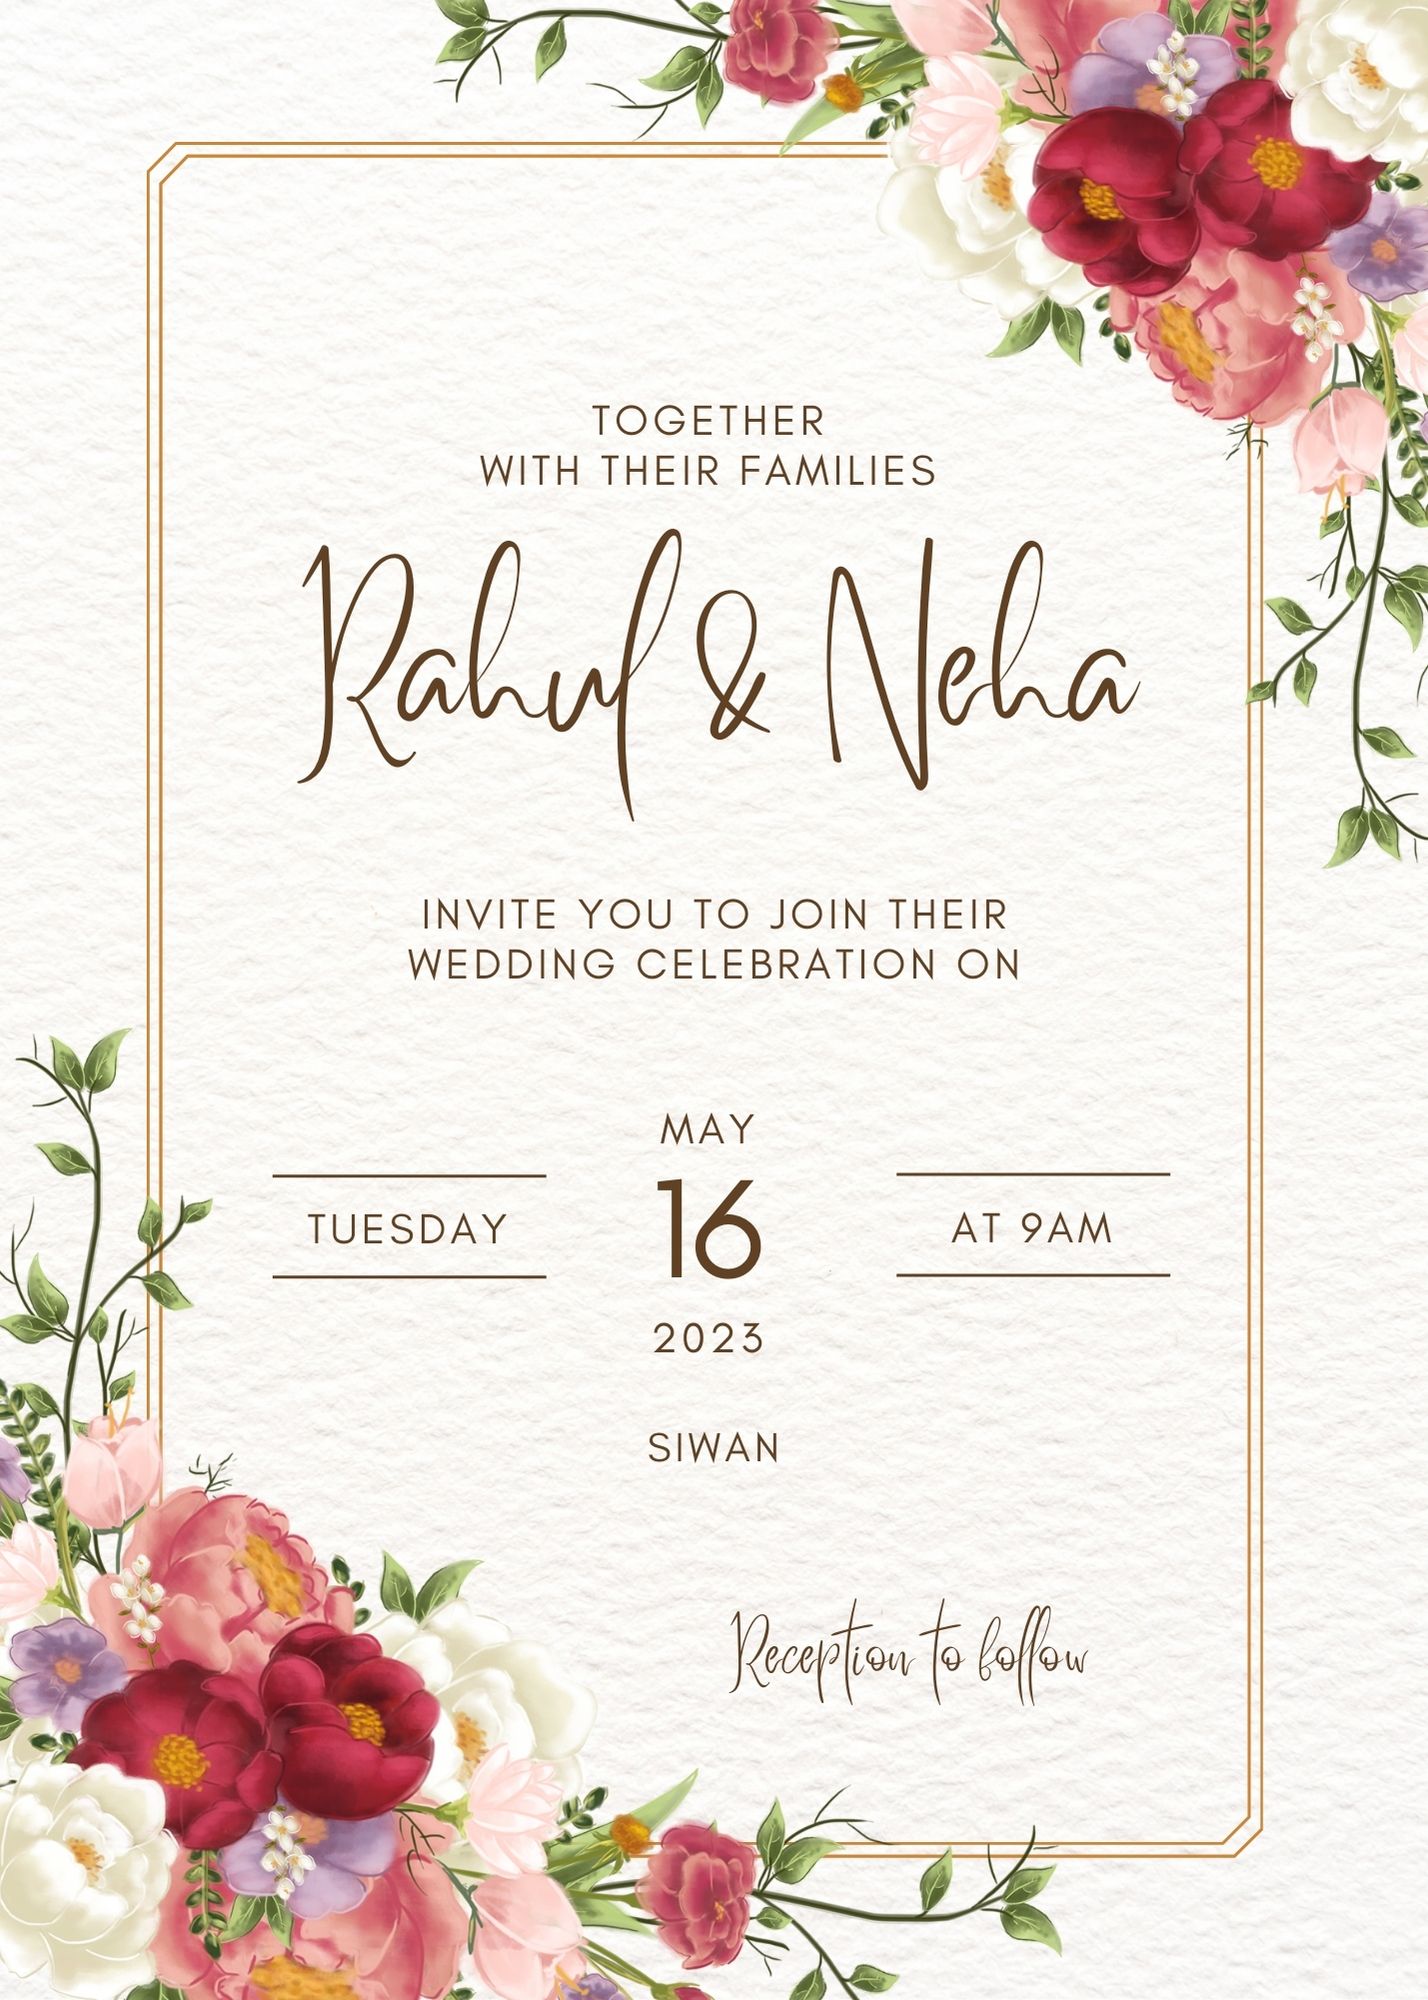 TOGETHER
WITH THEIR FAMILIES
Rahul & Neha
INVITE YOU TO JOIN THEIR
WEDDING CELEBRATION ON
MAY
TUESDAY
16
AT 9AM
2023
SIWAN
Reception to follow